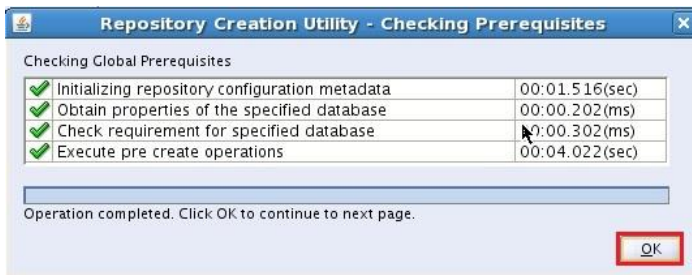 Repository Creation Utility - Checking Prerequisites
Checking Global Prerequisites
Initializing repository configuration metadata 00:01.516(sec)
Obtain properties of the specified database 00:00.202(ms)
Check requirement for specified database 00:00.302(ms)
Execute pre create operations 00:04.022(sec)
Operation completed. Click OK to continue to next page.
OK